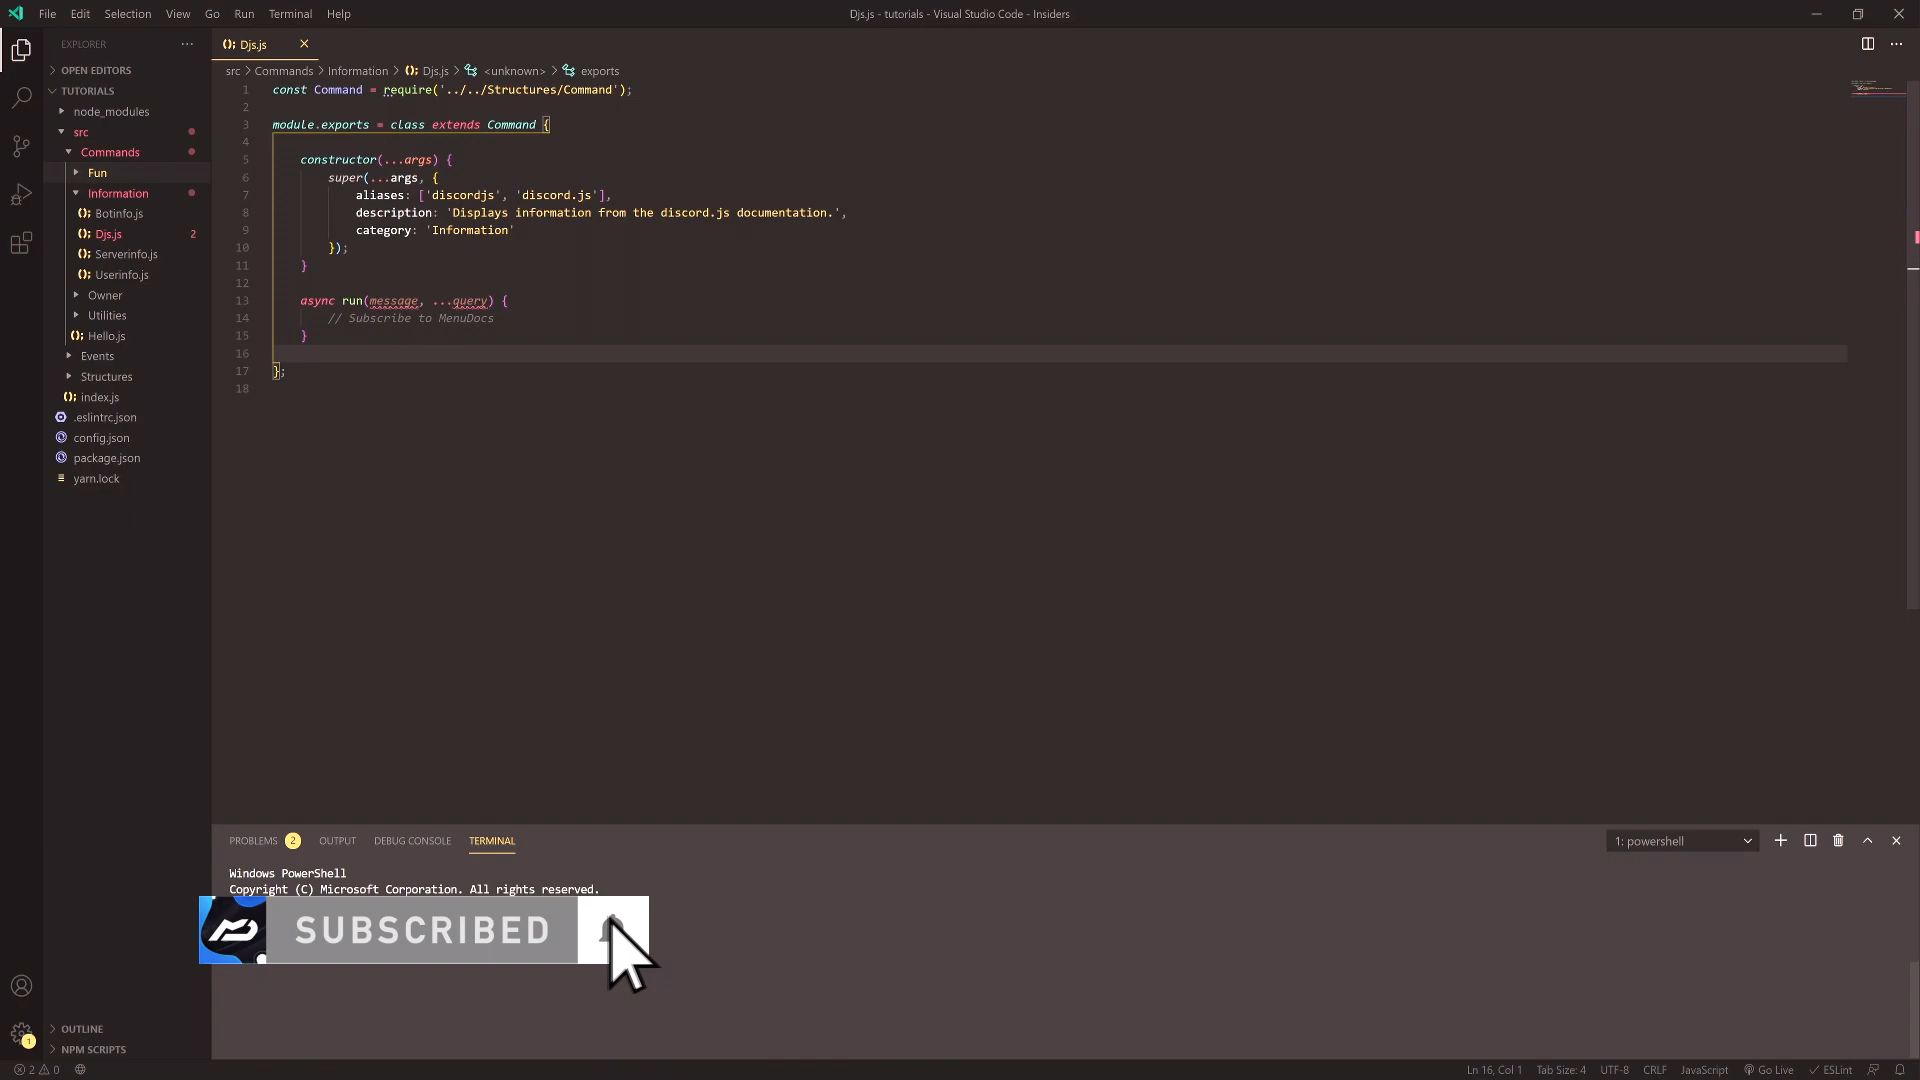 File Edit Selection View Go Run Terminal Help
Djs.js - tutorials - Visual Studio Code - Insiders
EXPLORER
OPEN EDITORS
TUTORIALS
node_modules
src
Commands
Fun
Information
Botinfo.js
Djs.js 2
Serverinfo.js
Userinfo.js
Owner
Utilities
Hello.js
Events
Structures
index.js
.eslintrc.json
config.json
package.json
yarn.lock
OUTLINE
NPM SCRIPTS
Djs.js
src > Commands > Information > Djs.js > <unknown> > exports
1 const Command = require('../../Structures/Command');
2
3 module.exports = class extends Command {
4
5 constructor(...args) {
6 super(...args, {
7 aliases: ['discordjs', 'discord.js'],
8 description: 'Displays information from the discord.js documentation.',
9 category: 'Information'
10 });
11 }
12
13 async run(message, ...query) {
14 // Subscribe to MenuDocs
15 }
16
17 };
18
PROBLEMS 2 OUTPUT DEBUG CONSOLE TERMINAL
1: powershell
Windows PowerShell
Copyright (C) Microsoft Corporation. All rights reserved.
SUBSCRIBED
1
2 0
Ln 16, Col 1 Tab Size: 4 UTF-8 CRLF JavaScript Go Live ESLint